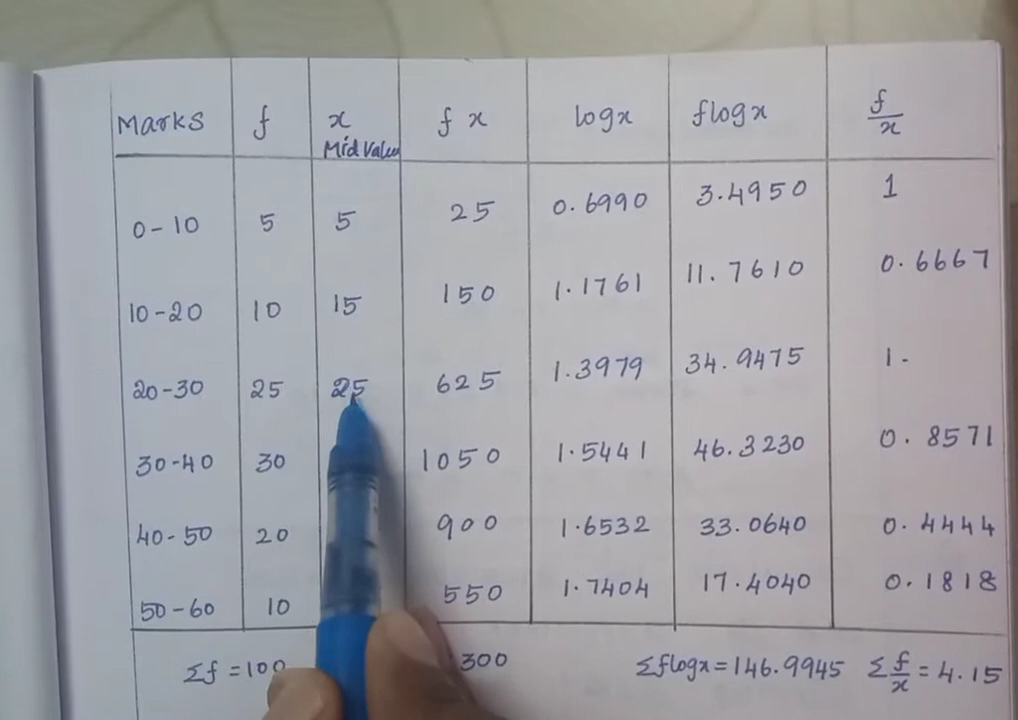 Marks f x f x logx flogx f/x
Mid Value
0-10 5 5 25 0.6990 3.4950 1
10-20 10 15 150 1.1761 11.7610 0.6667
20-30 25 25 625 1.3979 34.9475 1.
30-40 30 1050 1.5441 46.3230 0.8571
40-50 20 900 1.6532 33.0640 0.4444
50-60 10 550 1.7404 17.4040 0.1818
Σf =100 300 Σflogx=146.9945 Σf/x = 4.15